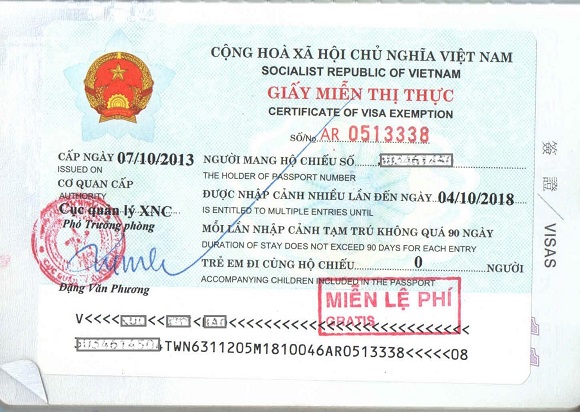 CỘNG HOÀ XÃ HỘI CHỦ NGHĨA VIỆT NAM
SOCIALIST REPUBLIC OF VIETNAM
GIẤY MIỄN THỊ THỰC
CERTIFICATE OF VISA EXEMPTION
SỐ/No: AR 0513338
CẤP NGÀY 07/10/2013 NGƯỜI MANG HỘ CHIẾU SỐ
ISSUED ON THE HOLDER OF PASSPORT NUMBER
CƠ QUAN CẤP ĐƯỢC NHẬP CẢNH NHIỀU LẦN ĐẾN NGÀY 04/10/2018
AUTHORITY IS ENTITLED TO MULTIPLE ENTRIES UNTIL
Cục quản lý XNC MỖI LẦN NHẬP CẢNH TẠM TRÚ KHÔNG QUÁ 90 NGÀY
Phó Trưởng phòng DURATION OF STAY DOES NOT EXCEED 90 DAYS FOR EACH ENTRY
TRẺ EM ĐI CÙNG HỘ CHIẾU 0 NGƯỜI
ACCOMPANYING CHILDREN INCLUDED IN THE PASSPORT
Đặng Văn Phương
MIỄN LỆ PHÍ
GRATIS
V<<<<
TWN6311205M1810046AR0513338<<<<<08
簽證／VISAS